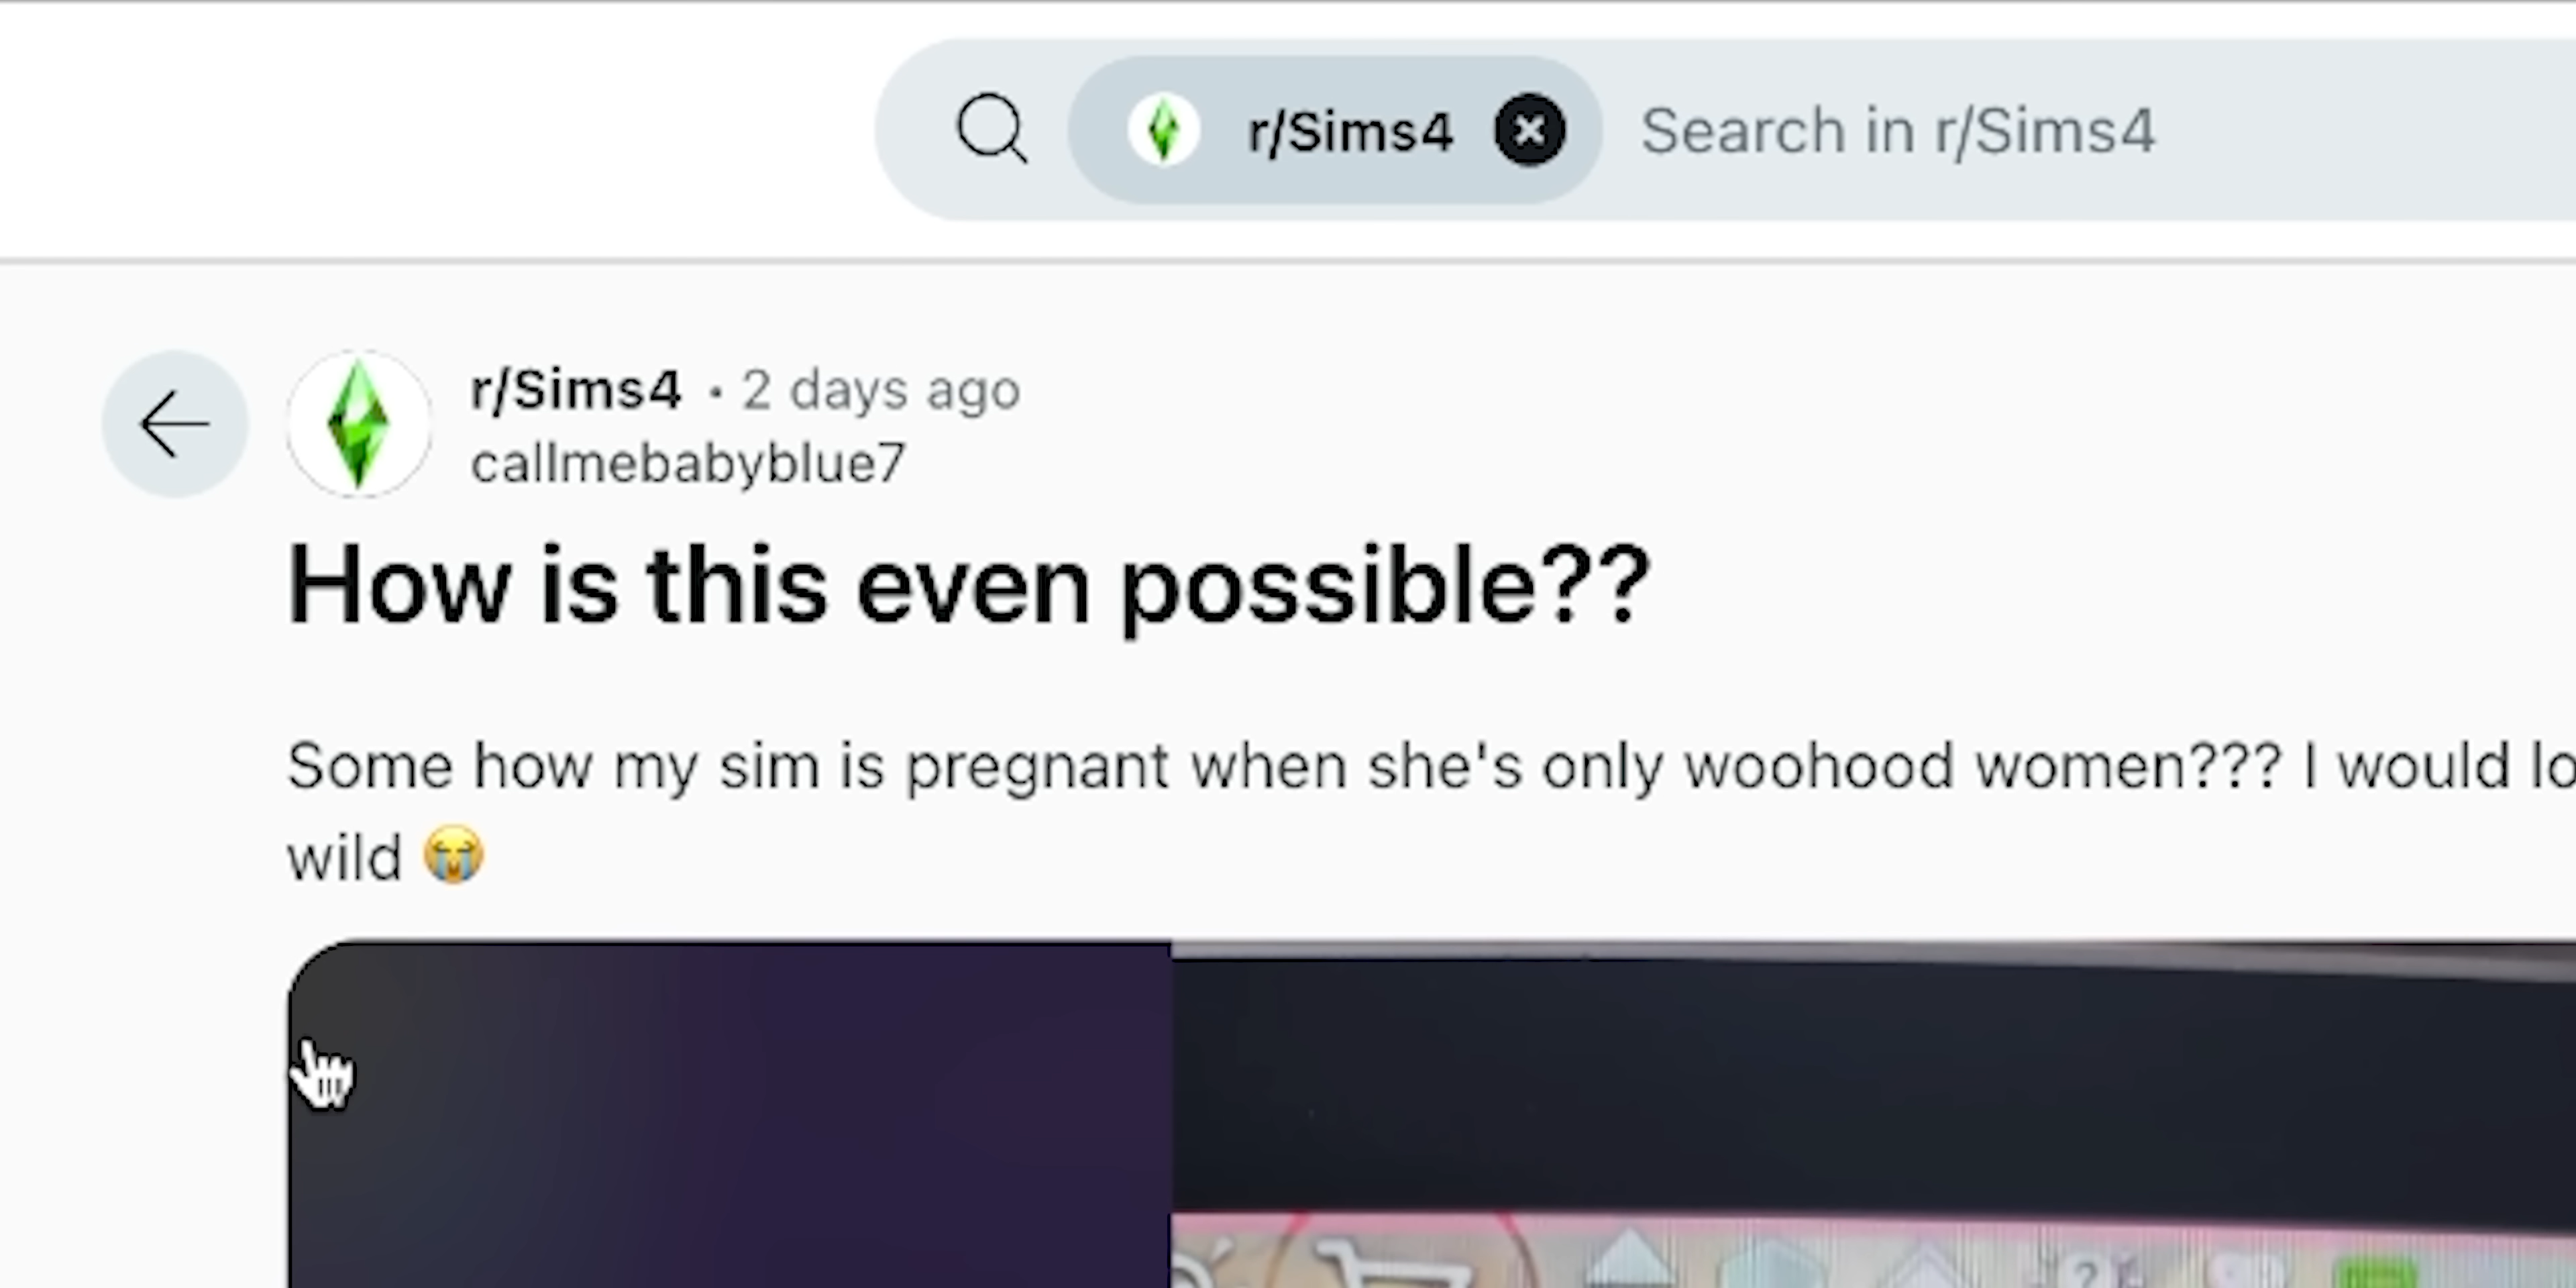 r/Sims4 Search in r/Sims4
r/Sims4 • 2 days ago
callmebabyblue7
How is this even possible??
Some how my sim is pregnant when she's only woohood women??? I would lo
wild 😭